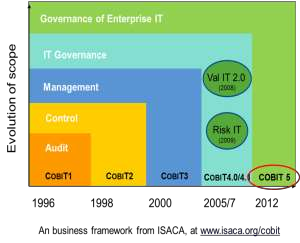 Governance of Enterprise IT
IT Governance
Val IT 2.0
(2008)
Management
Control
Risk IT
(2009)
Audit
COBIT1 COBIT2 COBIT3 COBIT4.0/4.1 COBIT 5
Evolution of scope
1996 1998 2000 2005/7 2012
An business framework from ISACA, at www.isaca.org/cobit